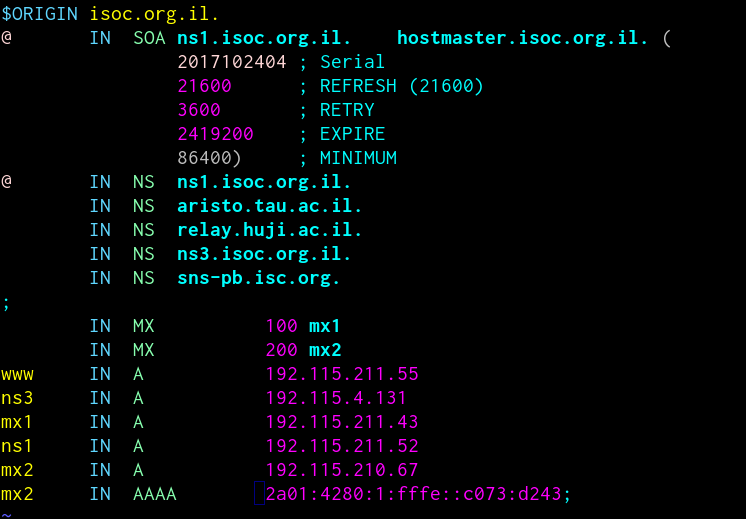 $ORIGIN isoc.org.il.
@ IN SOA ns1.isoc.org.il. hostmaster.isoc.org.il. (
2017102404 ; Serial
21600 ; REFRESH (21600)
3600 ; RETRY
2419200 ; EXPIRE
86400) ; MINIMUM
@ IN NS ns1.isoc.org.il.
IN NS aristo.tau.ac.il.
IN NS relay.huji.ac.il.
IN NS ns3.isoc.org.il.
IN NS sns-pb.isc.org.
;
IN MX 100 mx1
IN MX 200 mx2
www IN A 192.115.211.55
ns3 IN A 192.115.4.131
mx1 IN A 192.115.211.43
ns1 IN A 192.115.211.52
mx2 IN A 192.115.210.67
mx2 IN AAAA 2a01:4280:1:fffe::c073:d243;
~